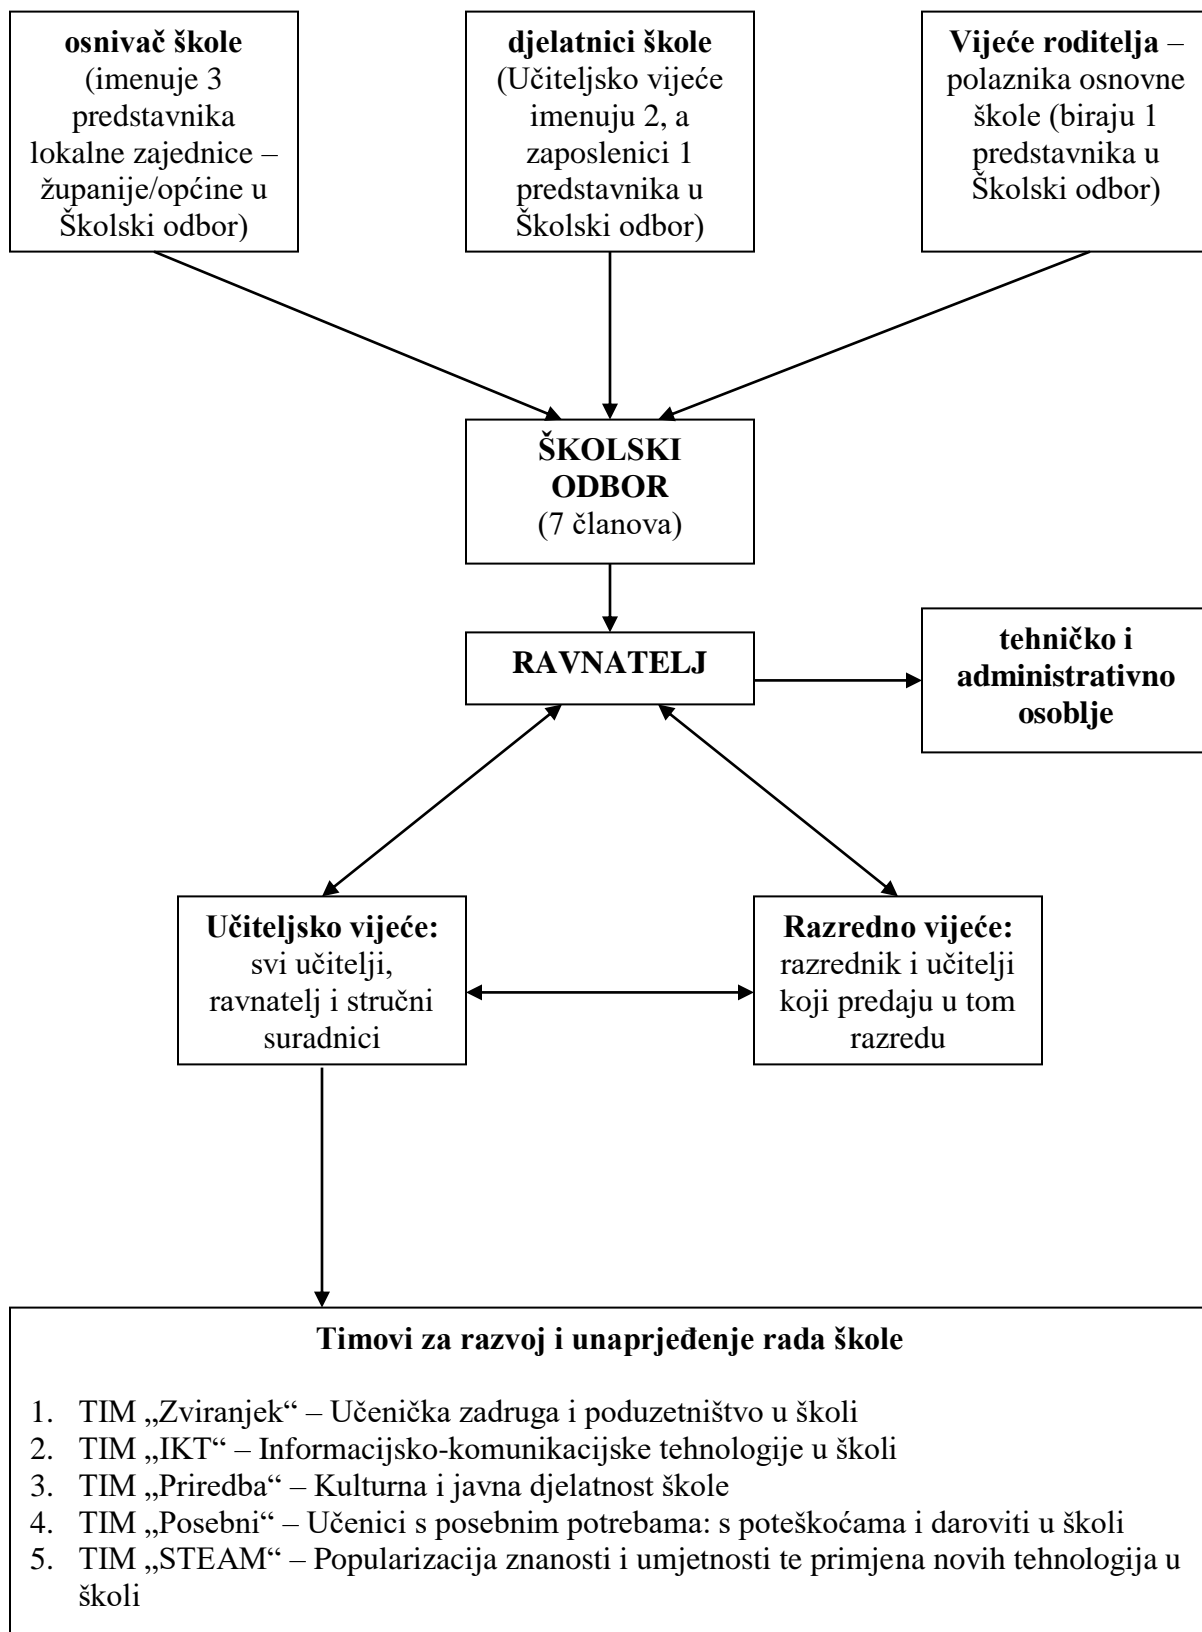 osnivač škole
(imenuje 3
predstavnika
lokalne zajednice –
županije/općine u
Školski odbor)
djelatnici škole
(Učiteljsko vijeće
imenuju 2, a
zaposlenici 1
predstavnika u
Školski odbor)
Vijeće roditelja –
polaznika osnovne
škole (biraju 1
predstavnika u
Školski odbor)
ŠKOLSKI
ODBOR
(7 članova)
RAVNATELJ
tehničko i
administrativno
osoblje
Učiteljsko vijeće:
svi učitelji,
ravnatelj i stručni
suradnici
Razredno vijeće:
razrednik i učitelji
koji predaju u tom
razredu
Timovi za razvoj i unaprjeđenje rada škole
1. TIM „Zviranjek“ – Učenička zadruga i poduzetništvo u školi
2. TIM „IKT“ – Informacijsko-komunikacijske tehnologije u školi
3. TIM „Priredba“ – Kulturna i javna djelatnost škole
4. TIM „Posebni“ – Učenici s posebnim potrebama: s poteškoćama i daroviti u školi
5. TIM „STEAM“ – Popularizacija znanosti i umjetnosti te primjena novih tehnologija u
školi